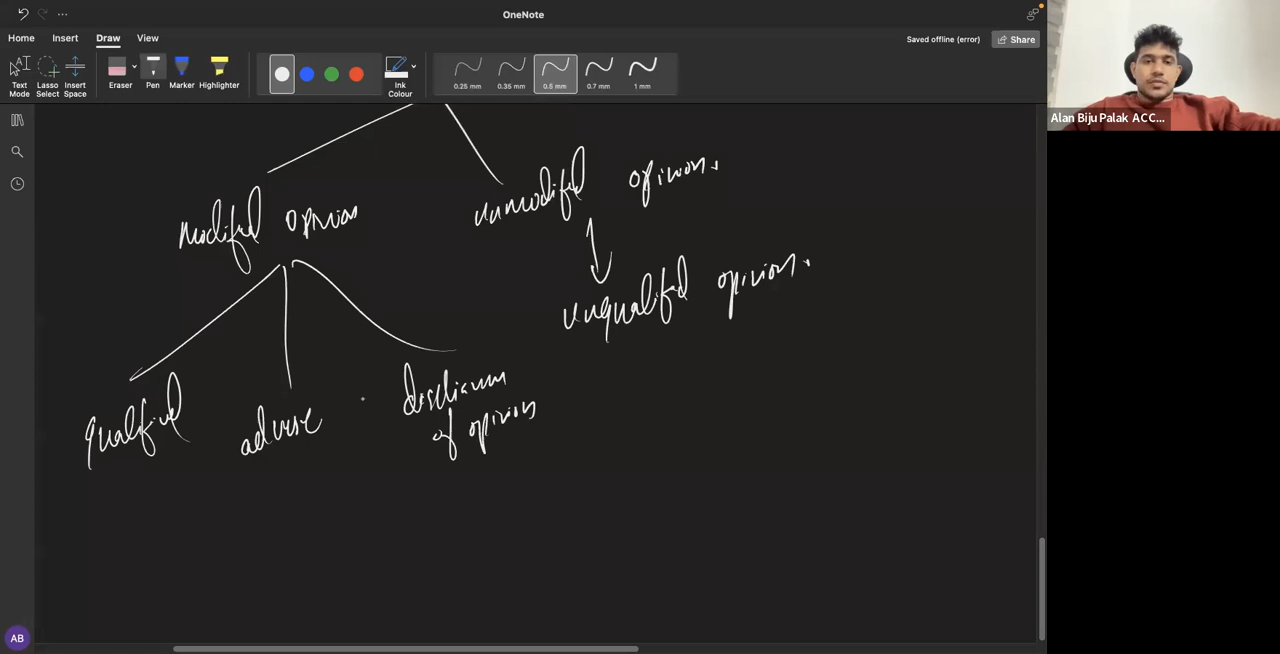 OneNote
Home Insert Draw View
Saved offline (error) Share
Text Mode
Lasso Select
Insert Space
Eraser
Pen
Marker
Highlighter
Ink Colour
0.25 mm
0.35 mm
0.5 mm
0.7 mm
1 mm
Alan Biju Palak ACC...
modified opinion
unmodified opinion.
unqualified opinion.
qualified
adverse
disclaimer
of opinion
AB